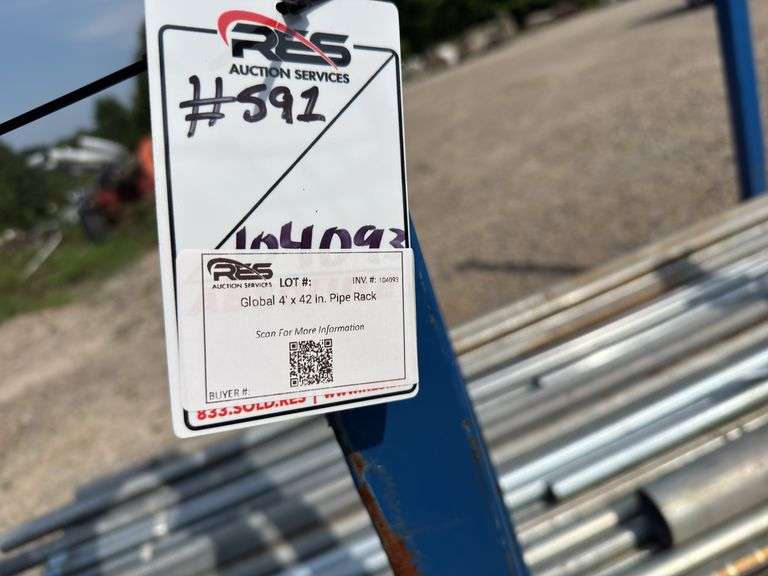 RES
AUCTION SERVICES
#591
104093
RES
AUCTION SERVICES
LOT #:
INV. #: 104093
Global 4' x 42 in. Pipe Rack
Scan For More Information
BUYER #:
833.SOLD.RES |